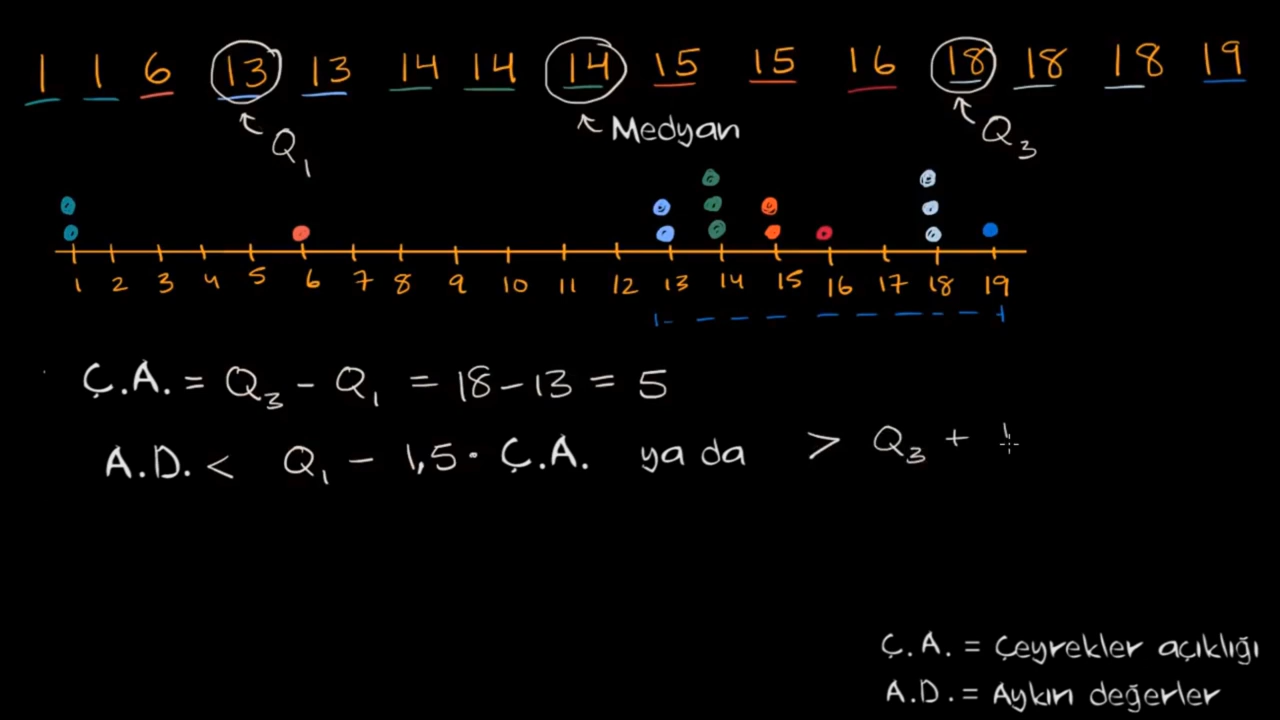 1 1 6 13 13 14 14 14 15 15 16 18 18 18 19
Q1 Medyan Q3
1 2 3 4 5 6 7 8 9 10 11 12 13 14 15 16 17 18 19
Ç.A. = Q3 - Q1 = 18 - 13 = 5
A.D. < Q1 - 1,5 · Ç.A. ya da > Q3 +
Ç.A. = Çeyrekler açıklığı
A.D. = Aykırı değerler